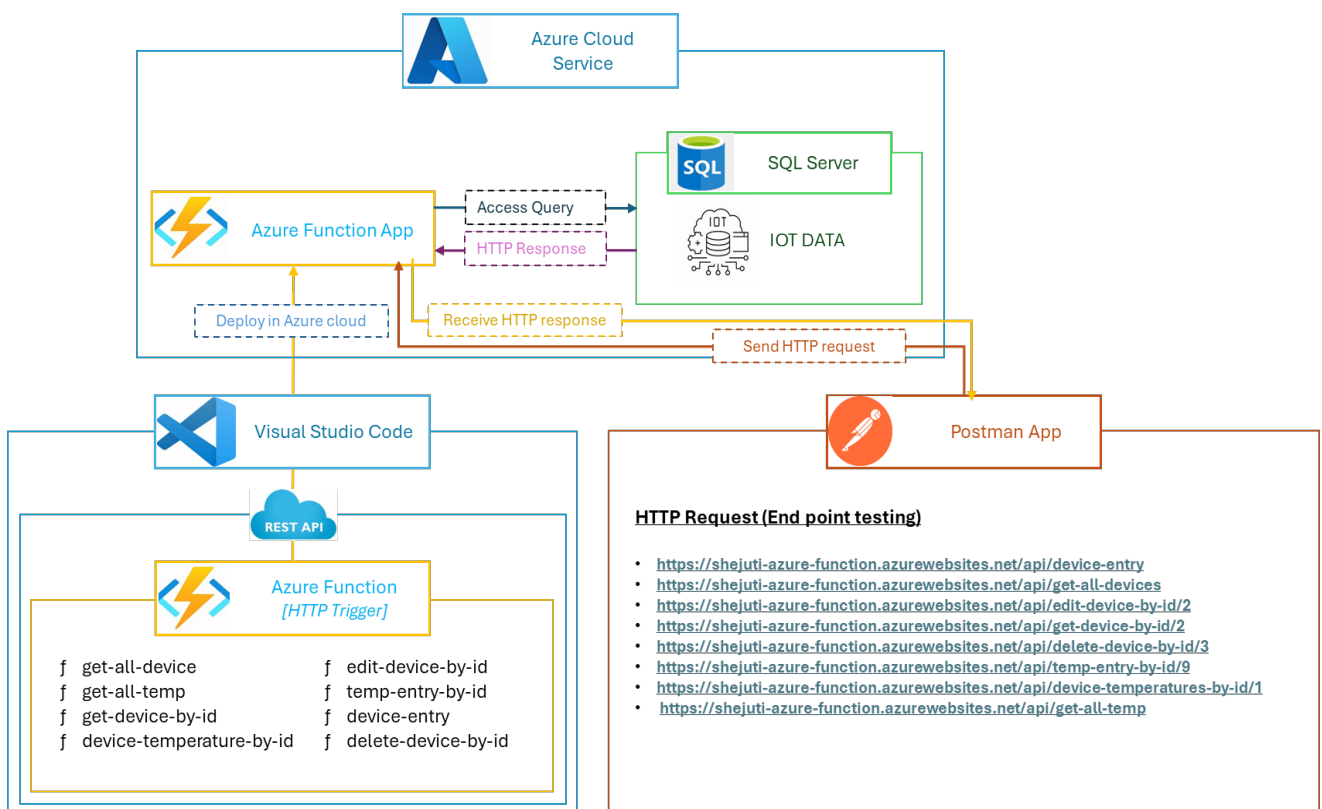 Azure Cloud
Service
SQL
SQL Server
IOT
IOT DATA
Azure Function App
Access Query
HTTP Response
Deploy in Azure cloud
Receive HTTP response
Send HTTP request
Visual Studio Code
REST API
Azure Function
[HTTP Trigger]
ƒ get-all-device
ƒ get-all-temp
ƒ get-device-by-id
ƒ device-temperature-by-id
ƒ edit-device-by-id
ƒ temp-entry-by-id
ƒ device-entry
ƒ delete-device-by-id
Postman App
HTTP Request (End point testing)
• https://shejuti-azure-function.azurewebsites.net/api/device-entry
• https://shejuti-azure-function.azurewebsites.net/api/get-all-devices
• https://shejuti-azure-function.azurewebsites.net/api/edit-device-by-id/2
• https://shejuti-azure-function.azurewebsites.net/api/get-device-by-id/2
• https://shejuti-azure-function.azurewebsites.net/api/delete-device-by-id/3
• https://shejuti-azure-function.azurewebsites.net/api/temp-entry-by-id/9
• https://shejuti-azure-function.azurewebsites.net/api/device-temperatures-by-id/1
• https://shejuti-azure-function.azurewebsites.net/api/get-all-temp